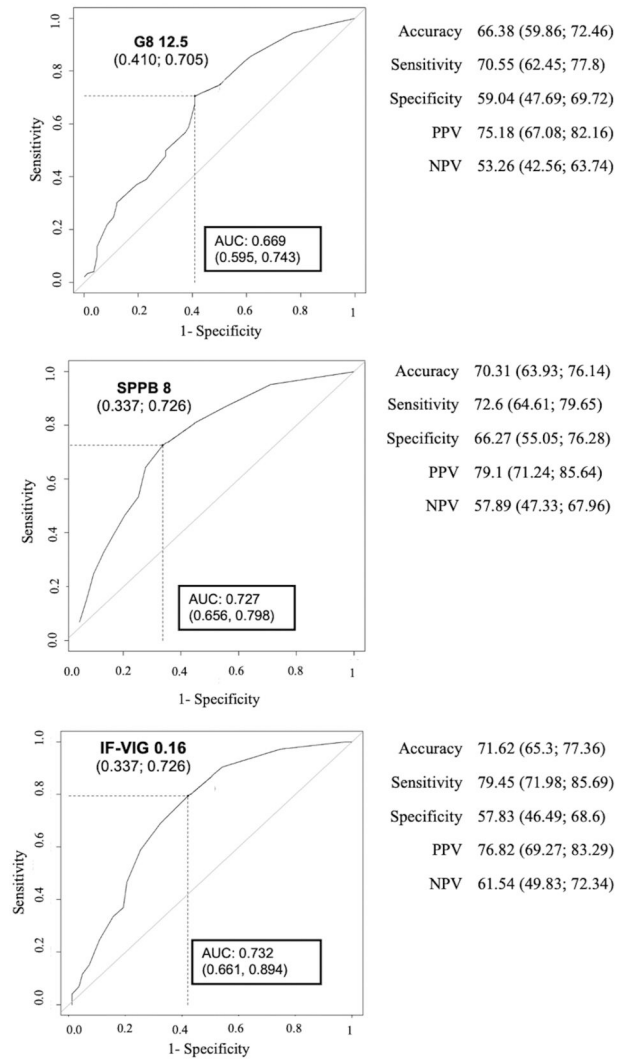 G8 12.5
(0.410; 0.705)
1.0
0.8
0.6
0.4
0.2
0.0
Sensitivity
AUC: 0.669
(0.595, 0.743)
0.0 0.2 0.4 0.6 0.8 1
1- Specificity
Accuracy 66.38 (59.86; 72.46)
Sensitivity 70.55 (62.45; 77.8)
Specificity 59.04 (47.69; 69.72)
PPV 75.18 (67.08; 82.16)
NPV 53.26 (42.56; 63.74)
SPPB 8
(0.337; 0.726)
1.0
0.8
0.6
0.4
0.2
0.0
Sensitivity
AUC: 0.727
(0.656, 0.798)
0.0 0.2 0.4 0.6 0.8 1
1- Specificity
Accuracy 70.31 (63.93; 76.14)
Sensitivity 72.6 (64.61; 79.65)
Specificity 66.27 (55.05; 76.28)
PPV 79.1 (71.24; 85.64)
NPV 57.89 (47.33; 67.96)
IF-VIG 0.16
(0.337; 0.726)
1.0
0.8
0.6
0.4
0.2
0.0
Sensitivity
AUC: 0.732
(0.661, 0.894)
0.0 0.2 0.4 0.6 0.8 1
1- Specificity
Accuracy 71.62 (65.3; 77.36)
Sensitivity 79.45 (71.98; 85.69)
Specificity 57.83 (46.49; 68.6)
PPV 76.82 (69.27; 83.29)
NPV 61.54 (49.83; 72.34)